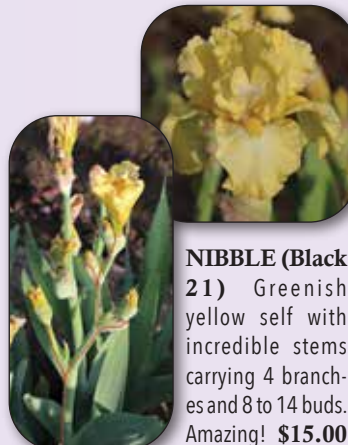 NIBBLE (Black
21) Greenish
yellow self with
incredible stems
carrying 4 branch-
es and 8 to 14 buds.
Amazing! $15.00